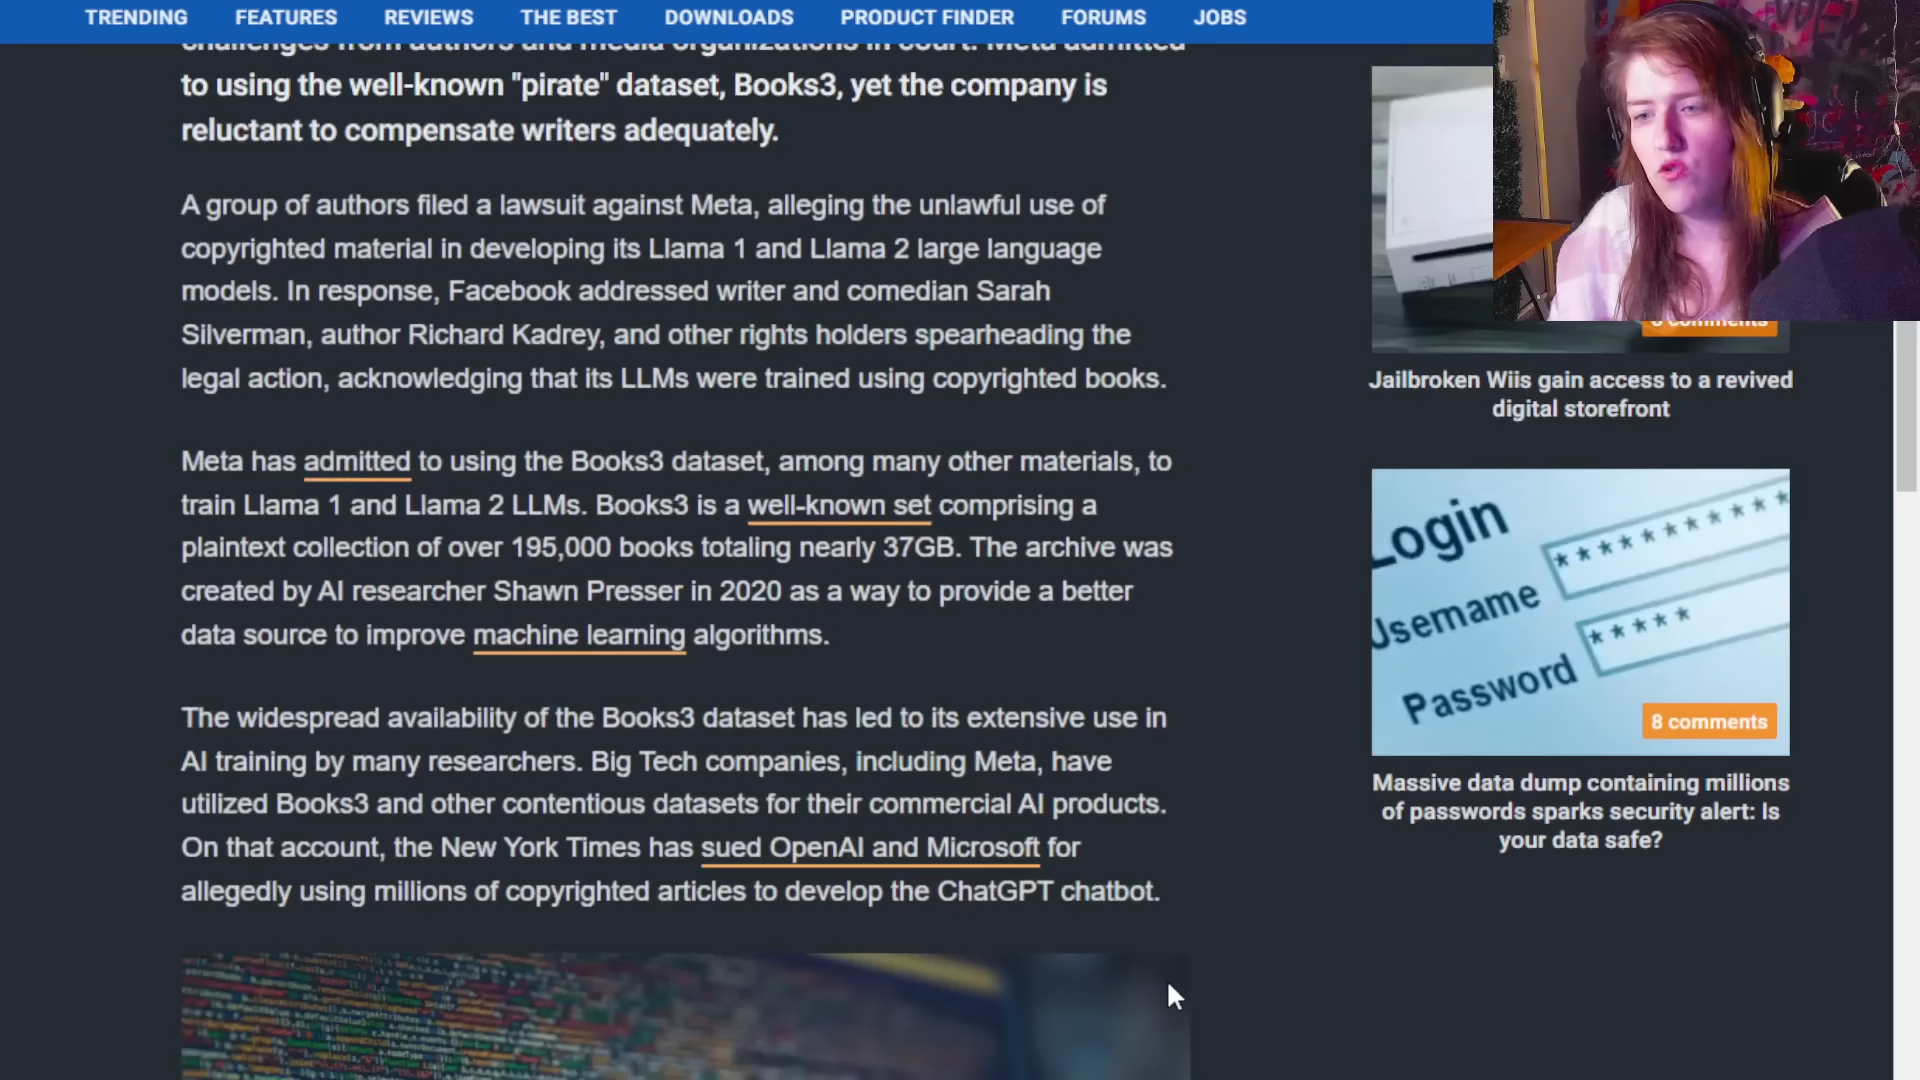 TRENDING FEATURES REVIEWS THE BEST DOWNLOADS PRODUCT FINDER FORUMS JOBS
challenges from authors and media organizations in court. Meta admitted
to using the well-known "pirate" dataset, Books3, yet the company is
reluctant to compensate writers adequately.
A group of authors filed a lawsuit against Meta, alleging the unlawful use of
copyrighted material in developing its Llama 1 and Llama 2 large language
models. In response, Facebook addressed writer and comedian Sarah
Silverman, author Richard Kadrey, and other rights holders spearheading the
legal action, acknowledging that its LLMs were trained using copyrighted books.
Meta has admitted to using the Books3 dataset, among many other materials, to
train Llama 1 and Llama 2 LLMs. Books3 is a well-known set comprising a
plaintext collection of over 195,000 books totaling nearly 37GB. The archive was
created by AI researcher Shawn Presser in 2020 as a way to provide a better
data source to improve machine learning algorithms.
The widespread availability of the Books3 dataset has led to its extensive use in
AI training by many researchers. Big Tech companies, including Meta, have
utilized Books3 and other contentious datasets for their commercial AI products.
On that account, the New York Times has sued OpenAI and Microsoft for
allegedly using millions of copyrighted articles to develop the ChatGPT chatbot.
comments
Jailbroken Wiis gain access to a revived
digital storefront
Login
Username **********
Password *****
8 comments
Massive data dump containing millions
of passwords sparks security alert: Is
your data safe?